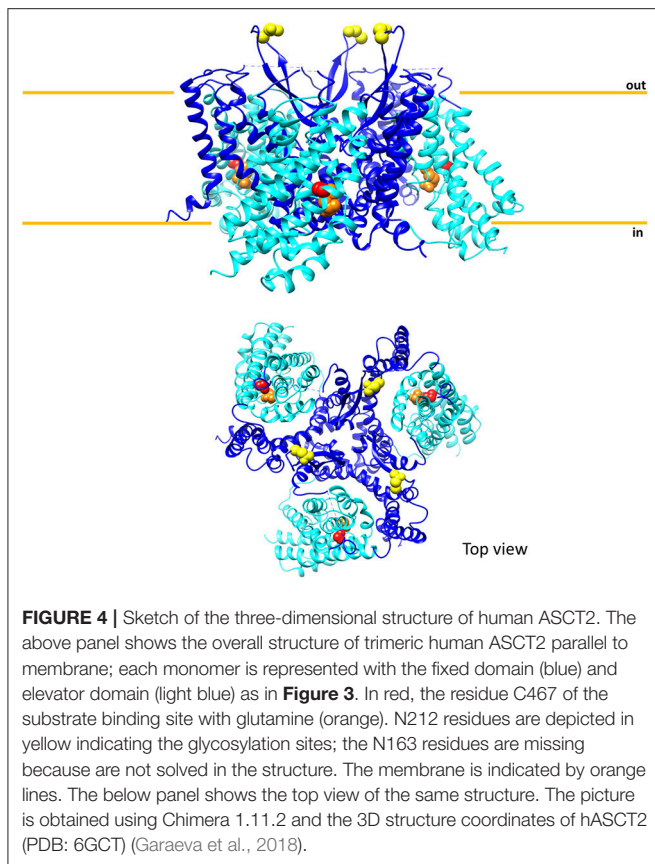 out
in
Top view
FIGURE 4 | Sketch of the three-dimensional structure of human ASCT2. The
above panel shows the overall structure of trimeric human ASCT2 parallel to
membrane; each monomer is represented with the fixed domain (blue) and
elevator domain (light blue) as in Figure 3. In red, the residue C467 of the
substrate binding site with glutamine (orange). N212 residues are depicted in
yellow indicating the glycosylation sites; the N163 residues are missing
because are not solved in the structure. The membrane is indicated by orange
lines. The below panel shows the top view of the same structure. The picture
is obtained using Chimera 1.11.2 and the 3D structure coordinates of hASCT2
(PDB: 6GCT) (Garaeva et al., 2018).